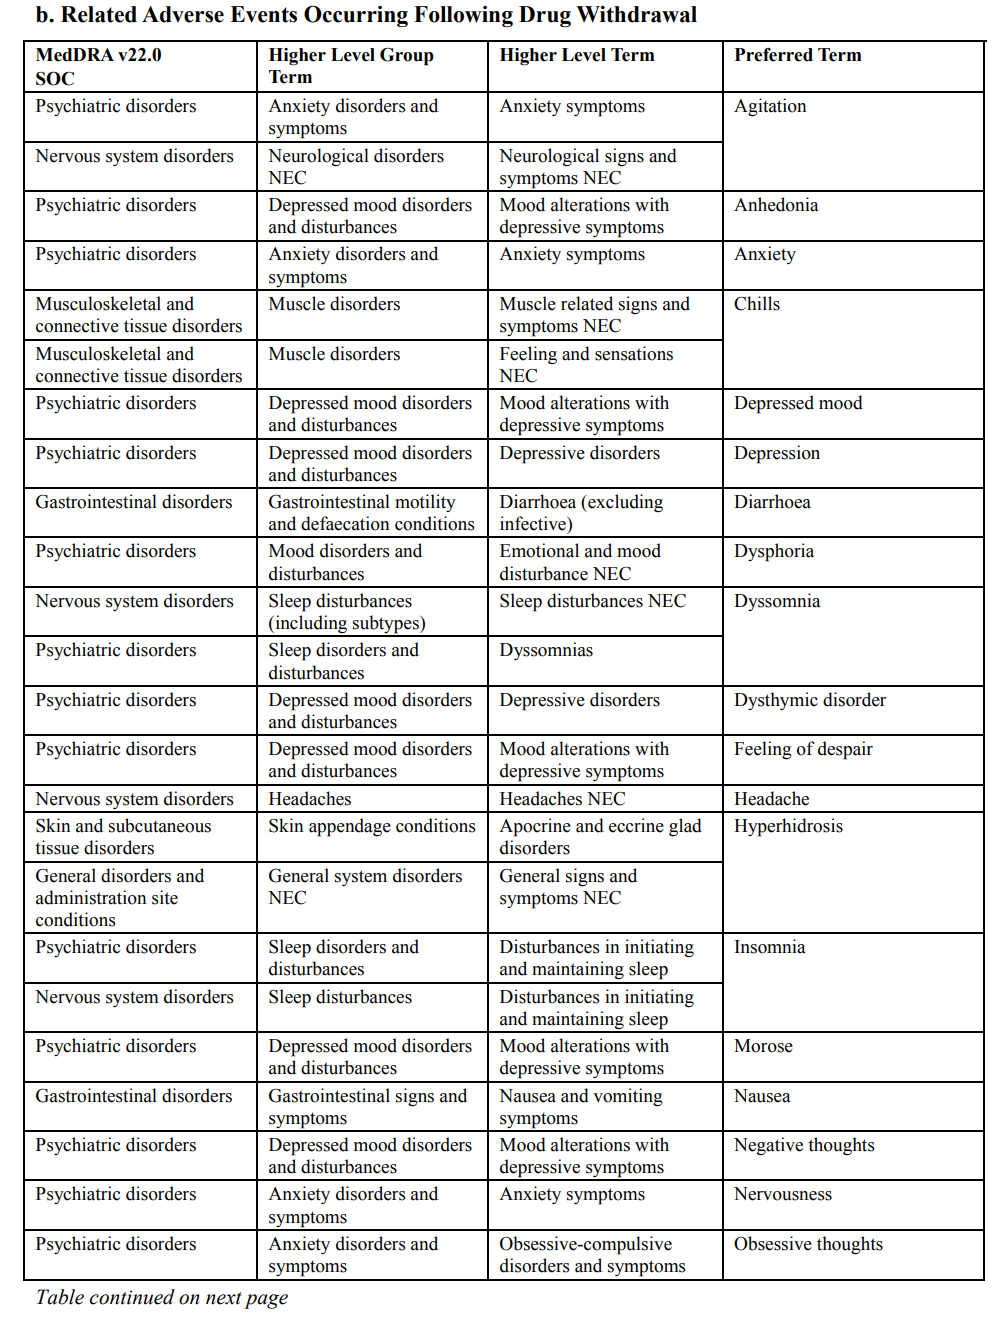 b. Related Adverse Events Occurring Following Drug Withdrawal
MedDRA v22.0
SOC
Higher Level Group
Term
Higher Level Term
Preferred Term
Psychiatric disorders
Anxiety disorders and
symptoms
Anxiety symptoms
Agitation
Nervous system disorders
Neurological disorders
NEC
Neurological signs and
symptoms NEC
Psychiatric disorders
Depressed mood disorders
and disturbances
Mood alterations with
depressive symptoms
Anhedonia
Psychiatric disorders
Anxiety disorders and
symptoms
Anxiety symptoms
Anxiety
Musculoskeletal and
connective tissue disorders
Muscle disorders
Muscle related signs and
symptoms NEC
Chills
Musculoskeletal and
connective tissue disorders
Muscle disorders
Feeling and sensations
NEC
Psychiatric disorders
Depressed mood disorders
and disturbances
Mood alterations with
depressive symptoms
Depressed mood
Psychiatric disorders
Depressed mood disorders
and disturbances
Depressive disorders
Depression
Gastrointestinal disorders
Gastrointestinal motility
and defaecation conditions
Diarrhoea (excluding
infective)
Diarrhoea
Psychiatric disorders
Mood disorders and
disturbances
Emotional and mood
disturbance NEC
Dysphoria
Nervous system disorders
Sleep disturbances
(including subtypes)
Sleep disturbances NEC
Dyssomnia
Psychiatric disorders
Sleep disorders and
disturbances
Dyssomnias
Psychiatric disorders
Depressed mood disorders
and disturbances
Depressive disorders
Dysthymic disorder
Psychiatric disorders
Depressed mood disorders
and disturbances
Mood alterations with
depressive symptoms
Feeling of despair
Nervous system disorders
Headaches
Headaches NEC
Headache
Skin and subcutaneous
tissue disorders
Skin appendage conditions
Apocrine and eccrine glad
disorders
Hyperhidrosis
General disorders and
administration site
conditions
General system disorders
NEC
General signs and
symptoms NEC
Psychiatric disorders
Sleep disorders and
disturbances
Disturbances in initiating
and maintaining sleep
Insomnia
Nervous system disorders
Sleep disturbances
Disturbances in initiating
and maintaining sleep
Psychiatric disorders
Depressed mood disorders
and disturbances
Mood alterations with
depressive symptoms
Morose
Gastrointestinal disorders
Gastrointestinal signs and
symptoms
Nausea and vomiting
symptoms
Nausea
Psychiatric disorders
Depressed mood disorders
and disturbances
Mood alterations with
depressive symptoms
Negative thoughts
Psychiatric disorders
Anxiety disorders and
symptoms
Anxiety symptoms
Nervousness
Psychiatric disorders
Anxiety disorders and
symptoms
Obsessive-compulsive
disorders and symptoms
Obsessive thoughts
Table continued on next page